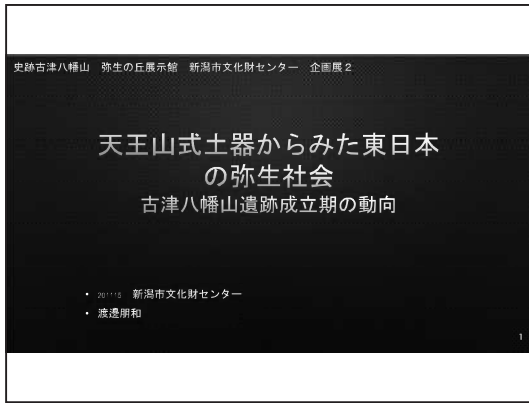 史跡古津八幡山　弥生の丘展示館　新潟市文化財センター　企画展２
天王山式土器からみた東日本
の弥生社会
古津八幡山遺跡成立期の動向
• 新潟市文化財センター
• 渡邊朋和
1